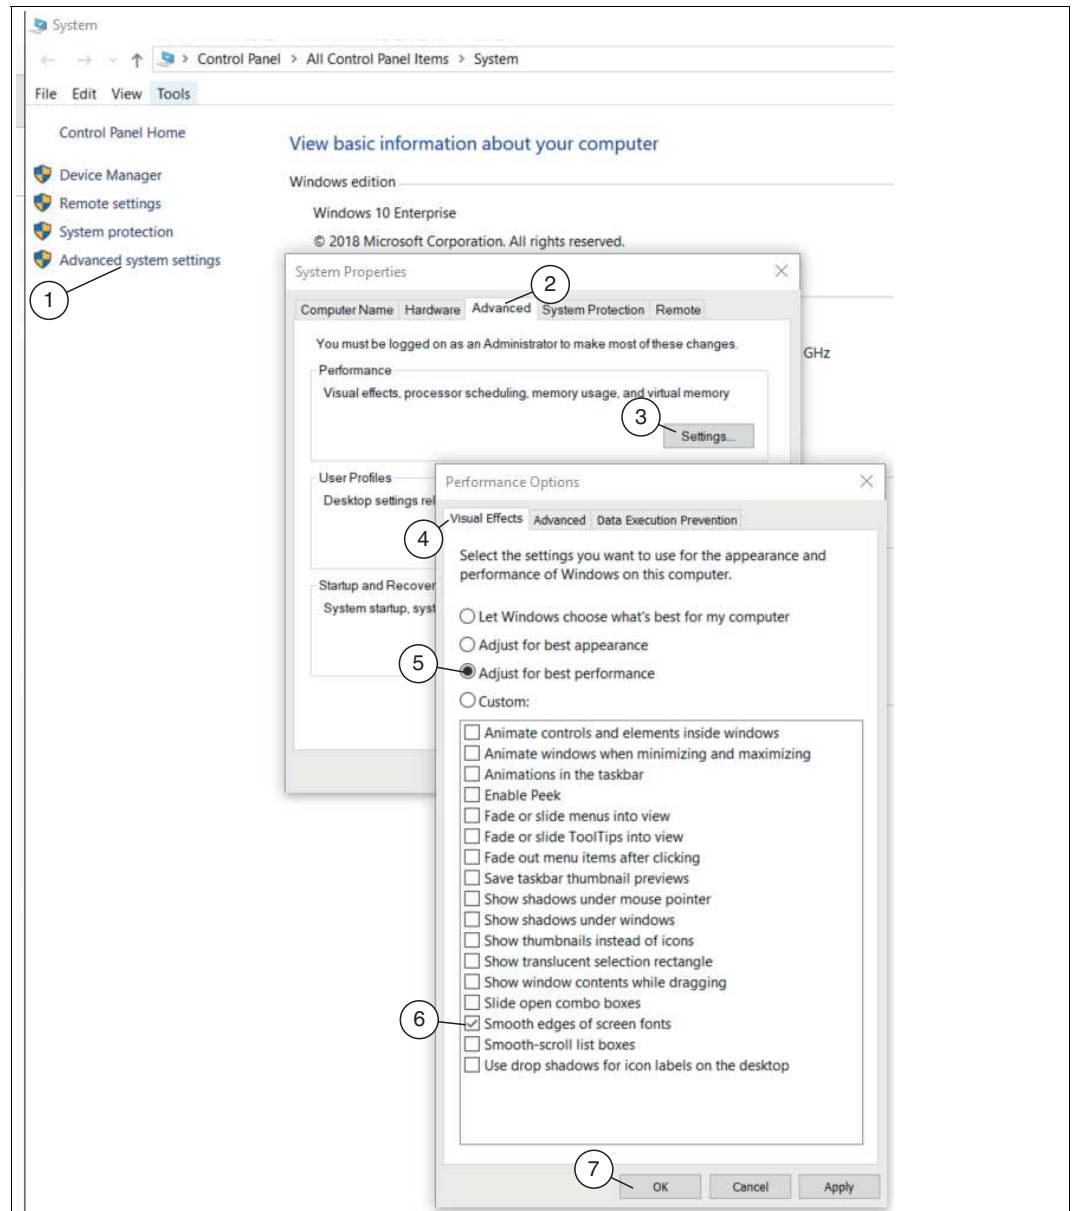 System
Control Panel > All Control Panel Items > System
File Edit View Tools
Control Panel Home
Device Manager
Remote settings
System protection
Advanced system settings
1
View basic information about your computer
Windows edition
Windows 10 Enterprise
© 2018 Microsoft Corporation. All rights reserved.
GHz
System Properties
2
Computer Name Hardware Advanced System Protection Remote
You must be logged on as an Administrator to make most of these changes.
Performance
Visual effects, processor scheduling, memory usage, and virtual memory
3
Settings...
User Profiles
Desktop settings rel
Startup and Recover
System startup, syst
Performance Options
4
Visual Effects Advanced Data Execution Prevention
Select the settings you want to use for the appearance and
performance of Windows on this computer.
Let Windows choose what's best for my computer
Adjust for best appearance
5
Adjust for best performance
Custom:
Animate controls and elements inside windows
Animate windows when minimizing and maximizing
Animations in the taskbar
Enable Peek
Fade or slide menus into view
Fade or slide ToolTips into view
Fade out menu items after clicking
Save taskbar thumbnail previews
Show shadows under mouse pointer
Show shadows under windows
Show thumbnails instead of icons
Show translucent selection rectangle
Show window contents while dragging
Slide open combo boxes
6
Smooth edges of screen fonts
Smooth-scroll list boxes
Use drop shadows for icon labels on the desktop
7
OK Cancel Apply